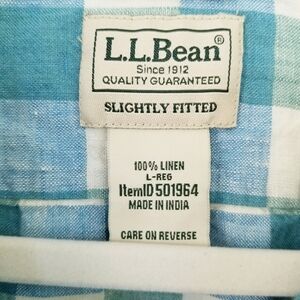 L.L.Bean®
Since 1912
QUALITY GUARANTEED
SLIGHTLY FITTED
100% LINEN
L-REG
ItemID 501964
MADE IN INDIA
CARE ON REVERSE